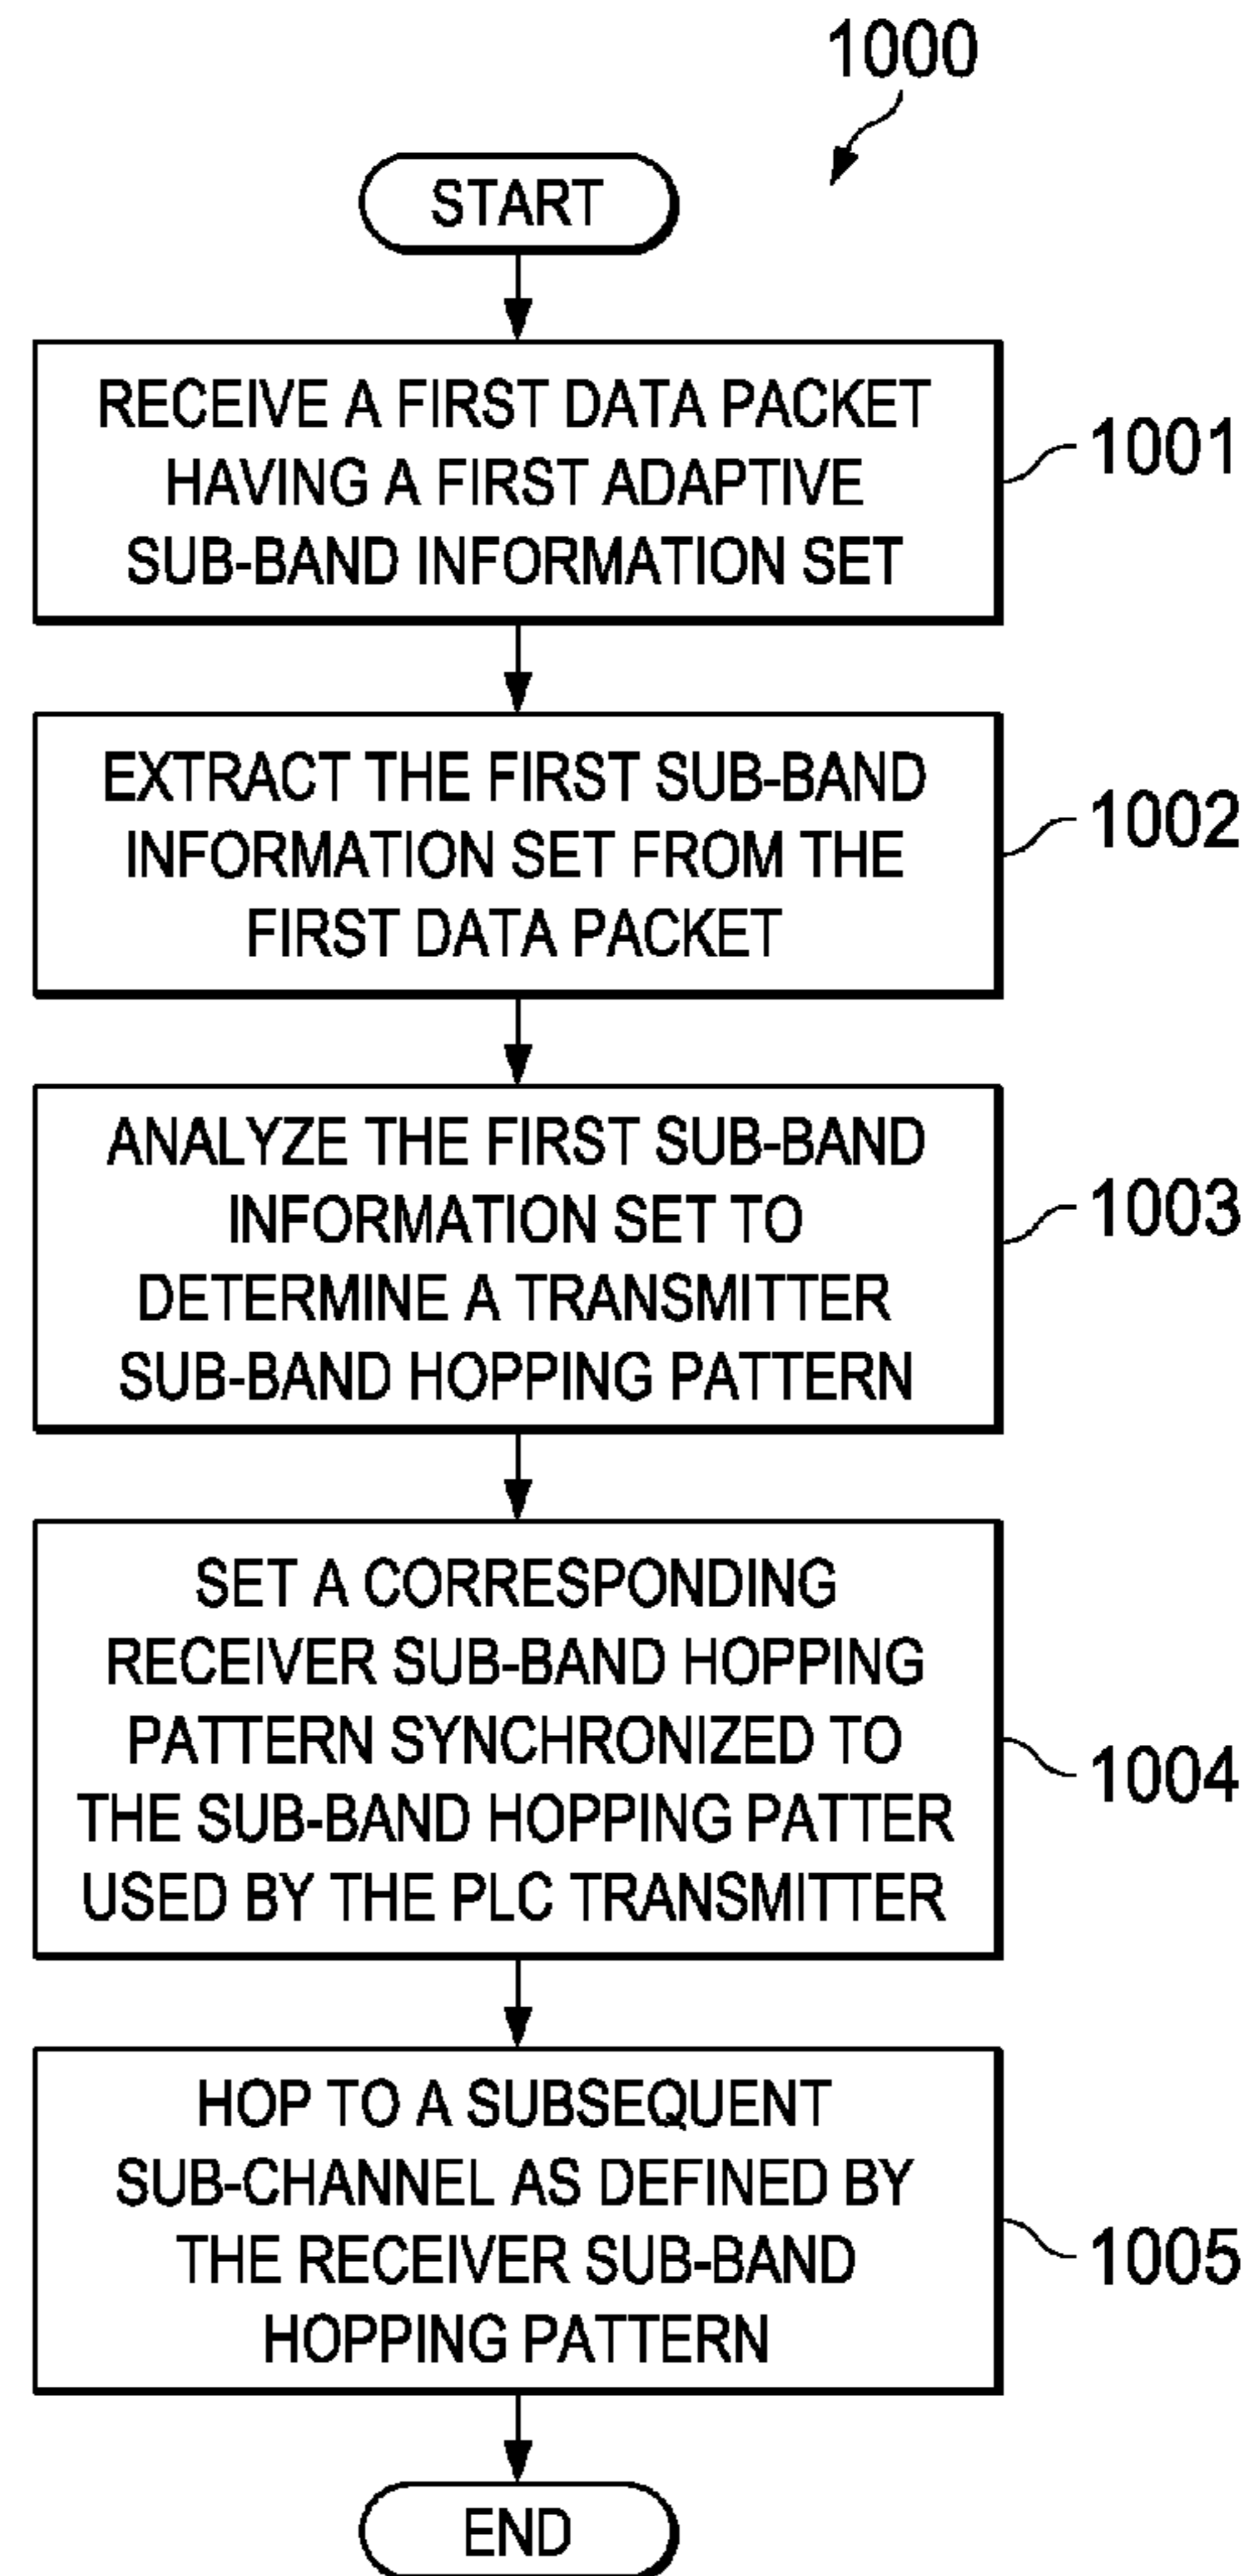 1000
START
RECEIVE A FIRST DATA PACKET
HAVING A FIRST ADAPTIVE
SUB-BAND INFORMATION SET
1001
EXTRACT THE FIRST SUB-BAND
INFORMATION SET FROM THE
FIRST DATA PACKET
1002
ANALYZE THE FIRST SUB-BAND
INFORMATION SET TO
DETERMINE A TRANSMITTER
SUB-BAND HOPPING PATTERN
1003
SET A CORRESPONDING
RECEIVER SUB-BAND HOPPING
PATTERN SYNCHRONIZED TO
THE SUB-BAND HOPPING PATTER
USED BY THE PLC TRANSMITTER
1004
HOP TO A SUBSEQUENT
SUB-CHANNEL AS DEFINED BY
THE RECEIVER SUB-BAND
HOPPING PATTERN
1005
END